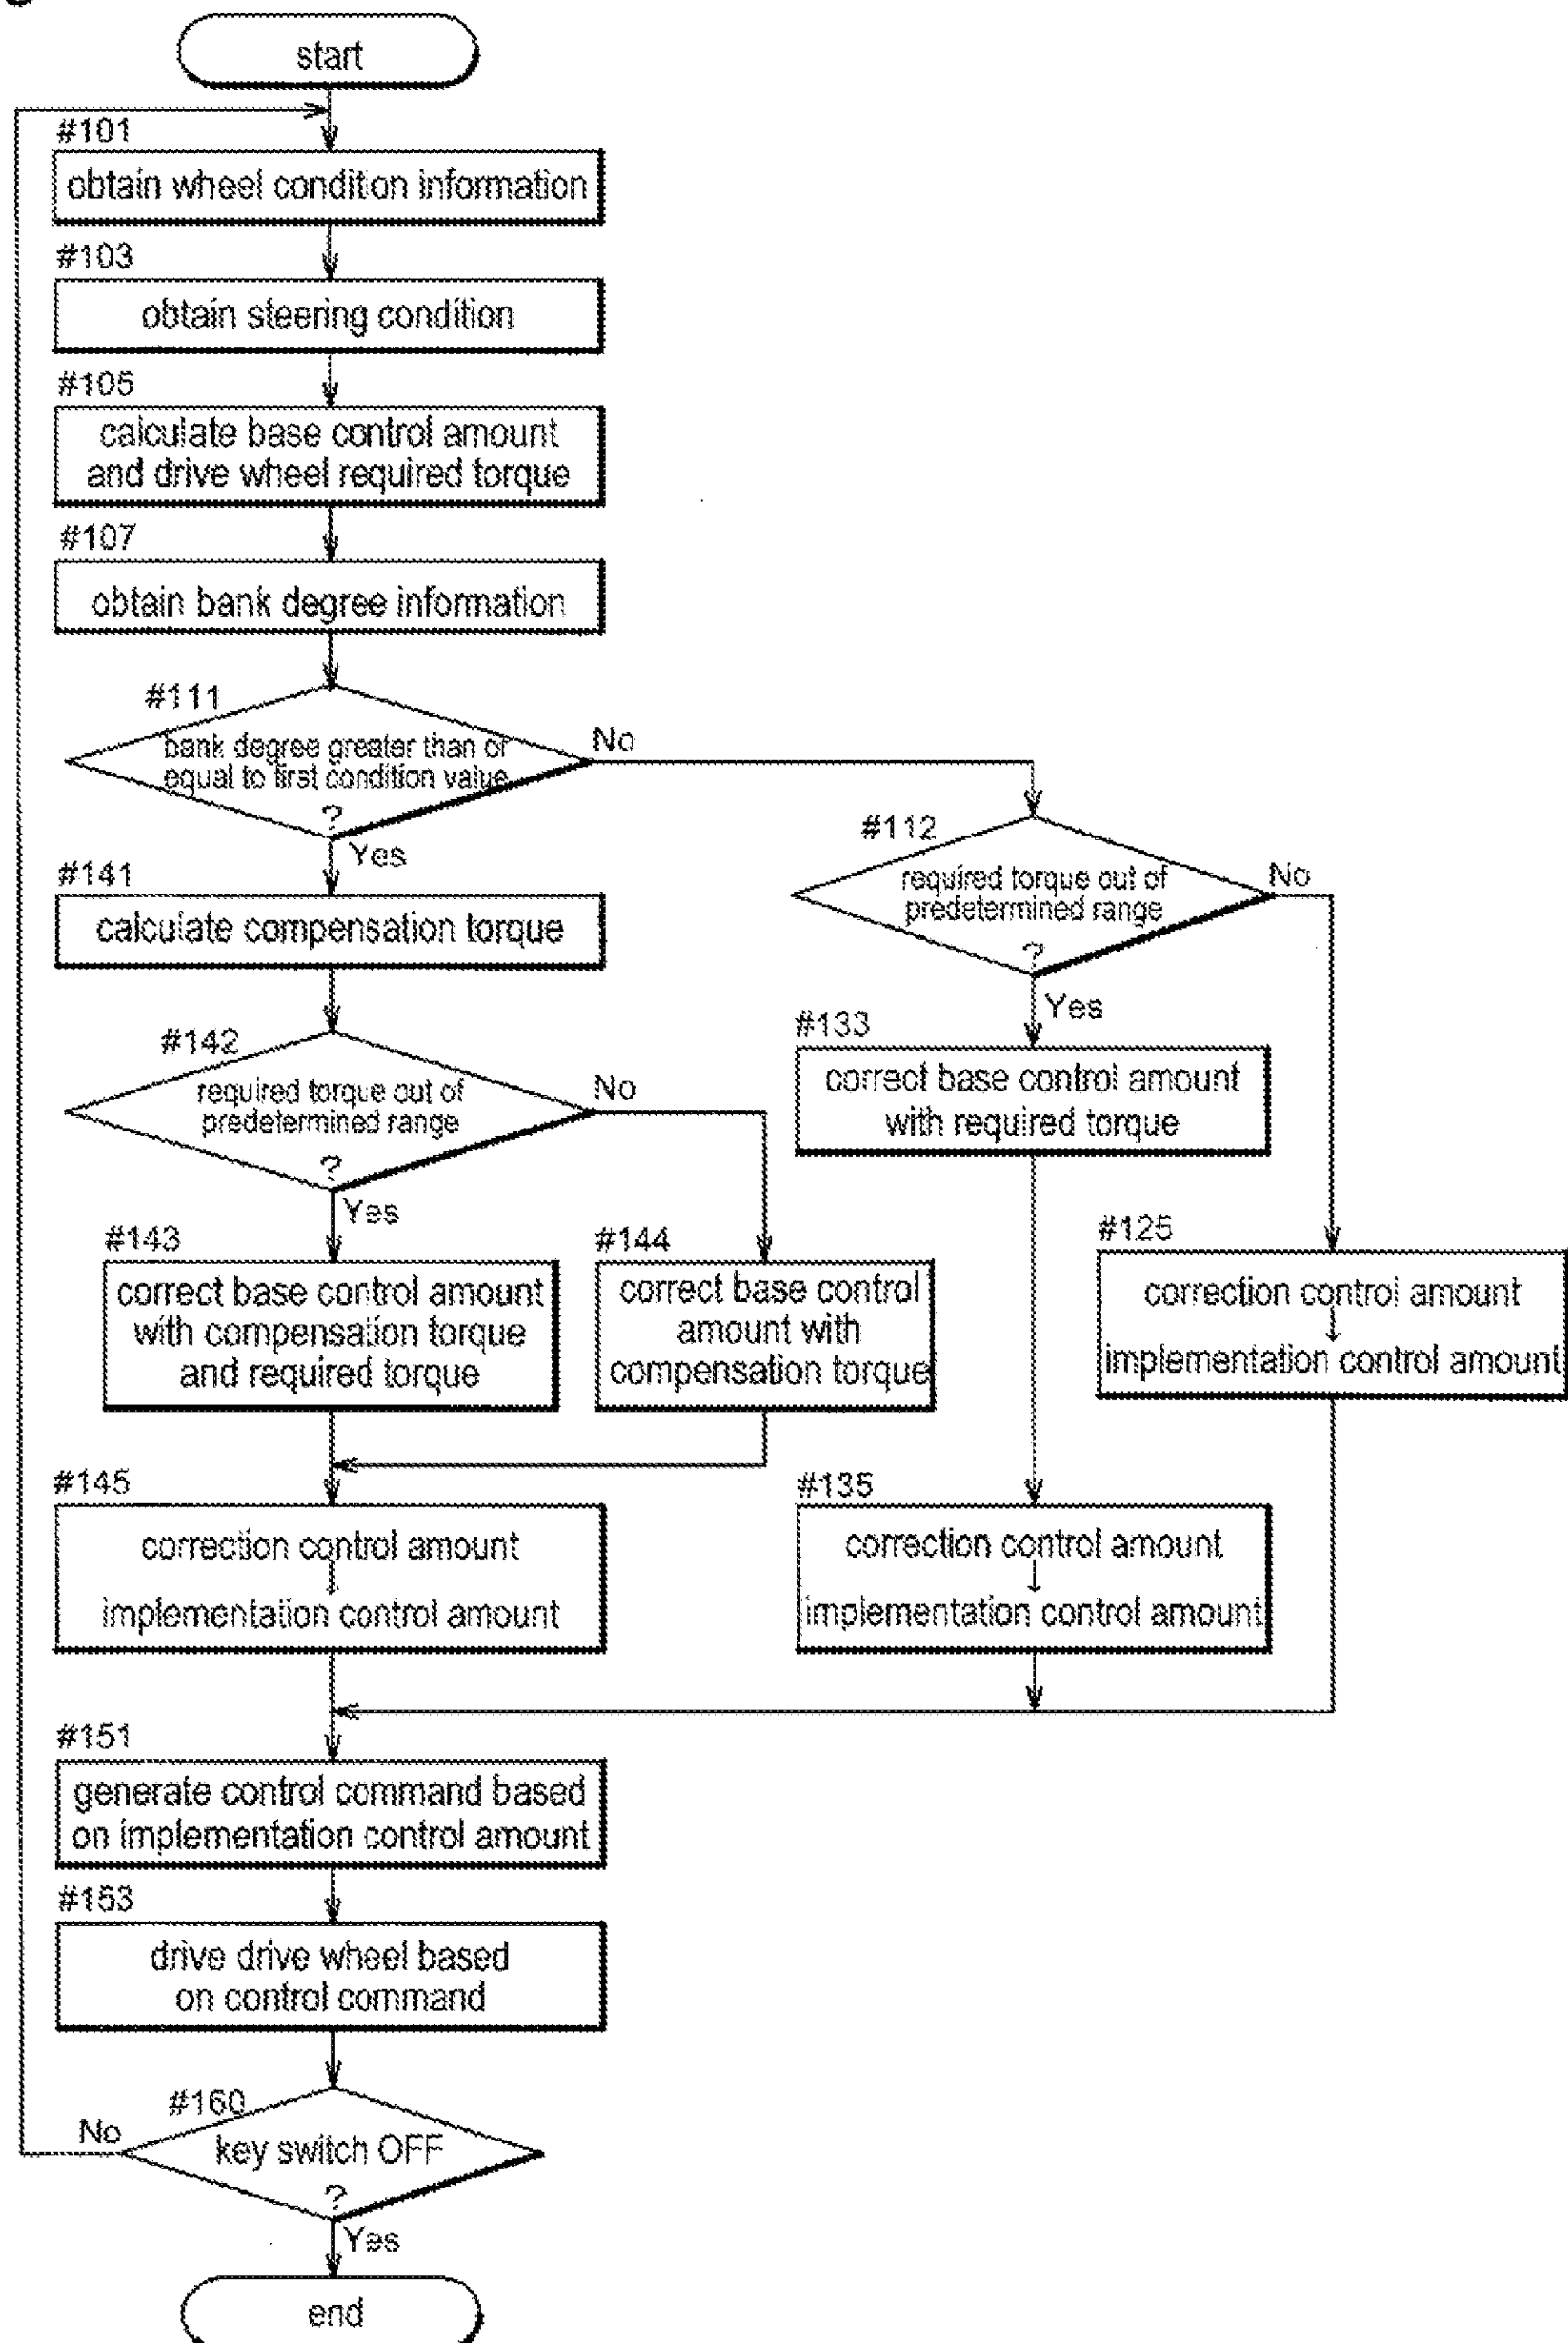 start
#101
obtain wheel condition information
#103
obtain steering condition
#105
calculate base control amount
and drive wheel required torque
#107
obtain bank degree information
#111
bank degree greater than or
equal to first condition value
?
No
Yes
#112
required torque out of
predetermined range
?
No
Yes
#141
calculate compensation torque
#142
required torque out of
predetermined range
?
No
Yes
#133
correct base control amount
with required torque
#143
correct base control amount
with compensation torque
and required torque
#144
correct base control
amount with
compensation torque
#125
correction control amount
↓
implementation control amount
#145
correction control amount
↓
implementation control amount
#135
correction control amount
↓
implementation control amount
#151
generate control command based
on implementation control amount
#153
drive drive wheel based
on control command
#160
key switch OFF
?
No
Yes
end